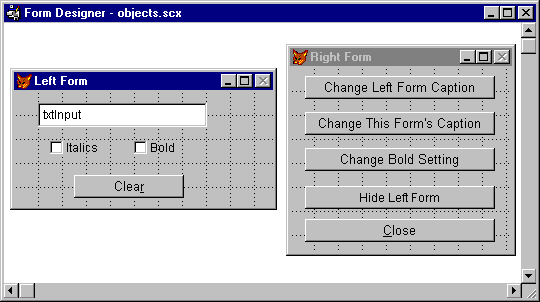 Form Designer - objects.scx
Left Form
txtInput
Italics
Bold
Clear
Right Form
Change Left Form Caption
Change This Form's Caption
Change Bold Setting
Hide Left Form
Close